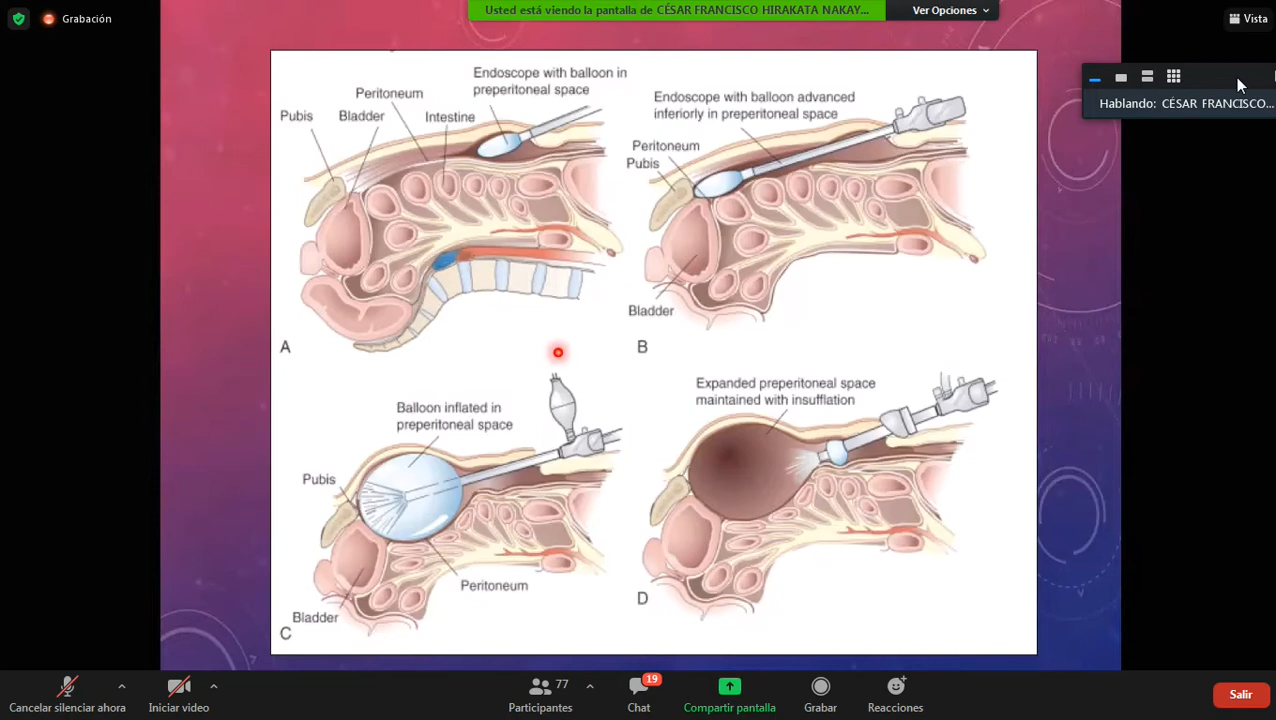 Grabación
Usted está viendo la pantalla de CÉSAR FRANCISCO HIRAKATA NAKAY...
Ver Opciones
Vista
Hablando: CÉSAR FRANCISCO...
Endoscope with balloon in
preperitoneal space
Peritoneum
Pubis
Bladder
Intestine
A
Endoscope with balloon advanced
inferiorly in preperitoneal space
Peritoneum
Pubis
Bladder
B
Balloon inflated in
preperitoneal space
Pubis
Peritoneum
Bladder
C
Expanded preperitoneal space
maintained with insufflation
D
Cancelar silenciar ahora
Iniciar video
77
Participantes
19
Chat
Compartir pantalla
Grabar
Reacciones
Salir